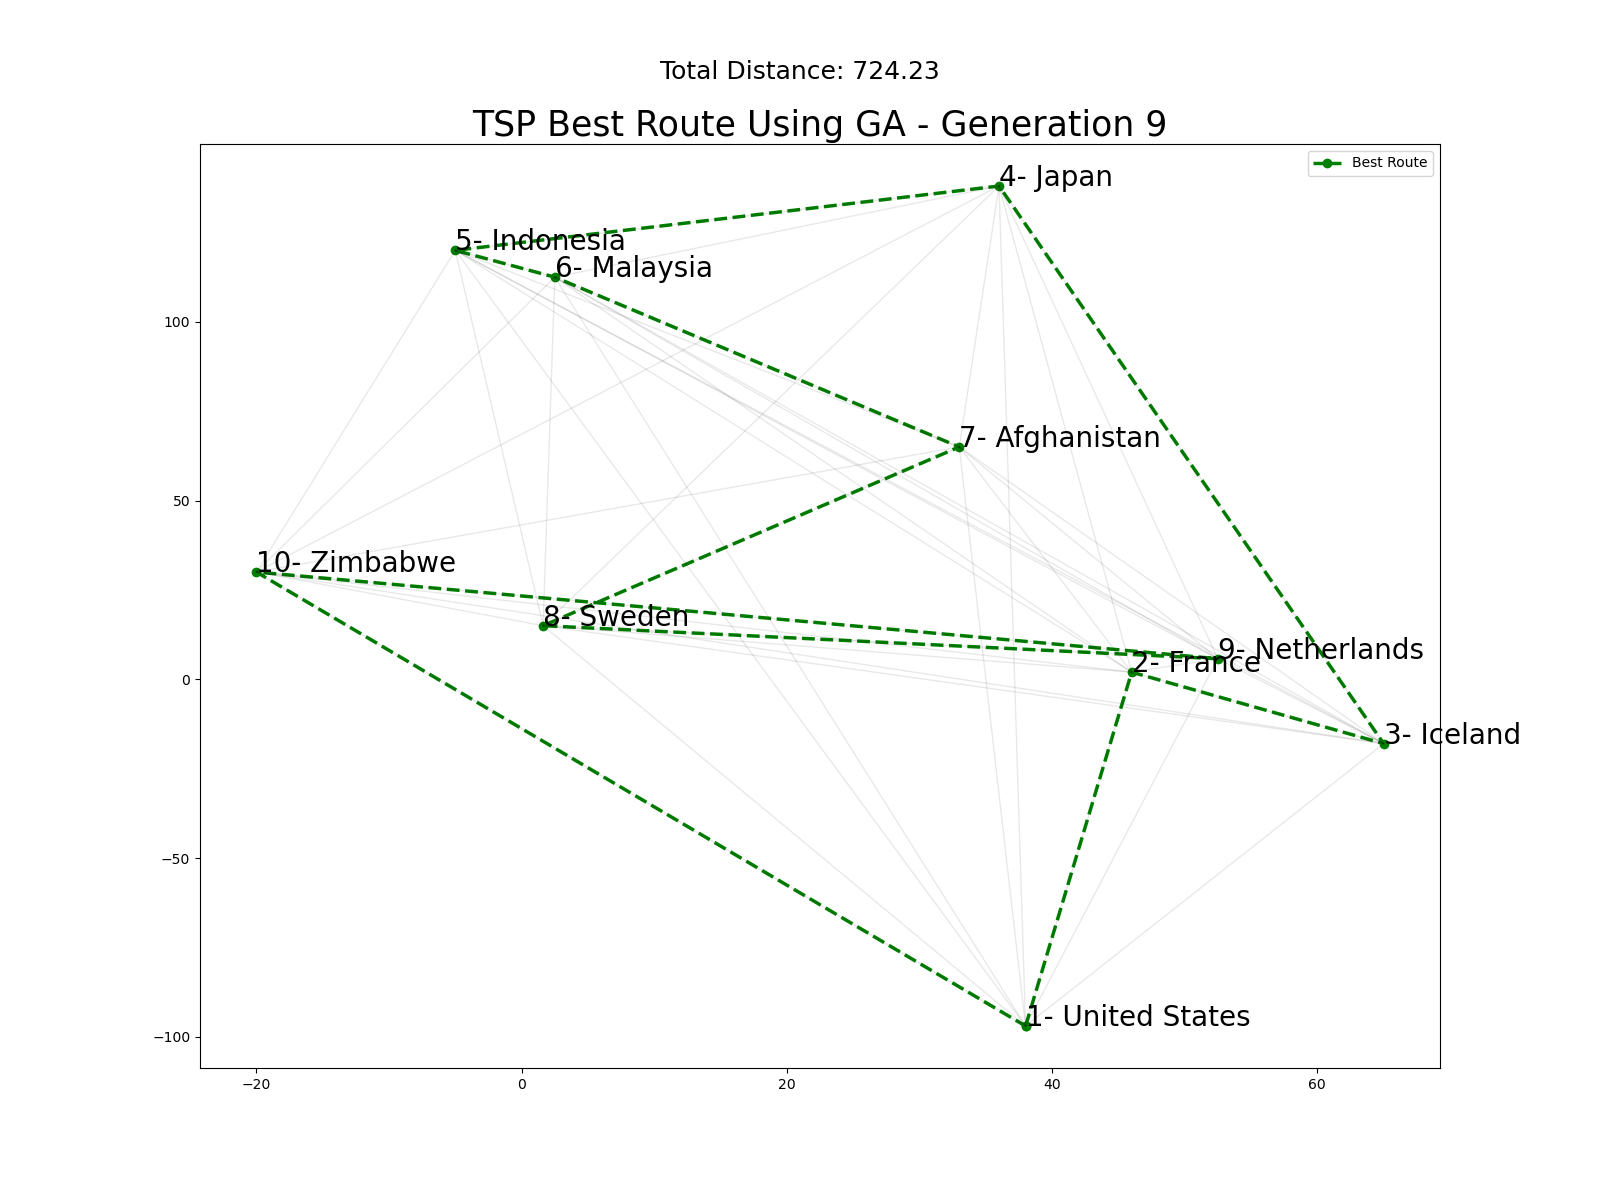 Total Distance: 724.23
TSP Best Route Using GA - Generation 9
Best Route
4- Japan
5- Indonesia
6- Malaysia
7- Afghanistan
10- Zimbabwe
8- Sweden
9- Netherlands
2- France
3- Iceland
1- United States
100
50
0
−50
−100
−20
0
20
40
60